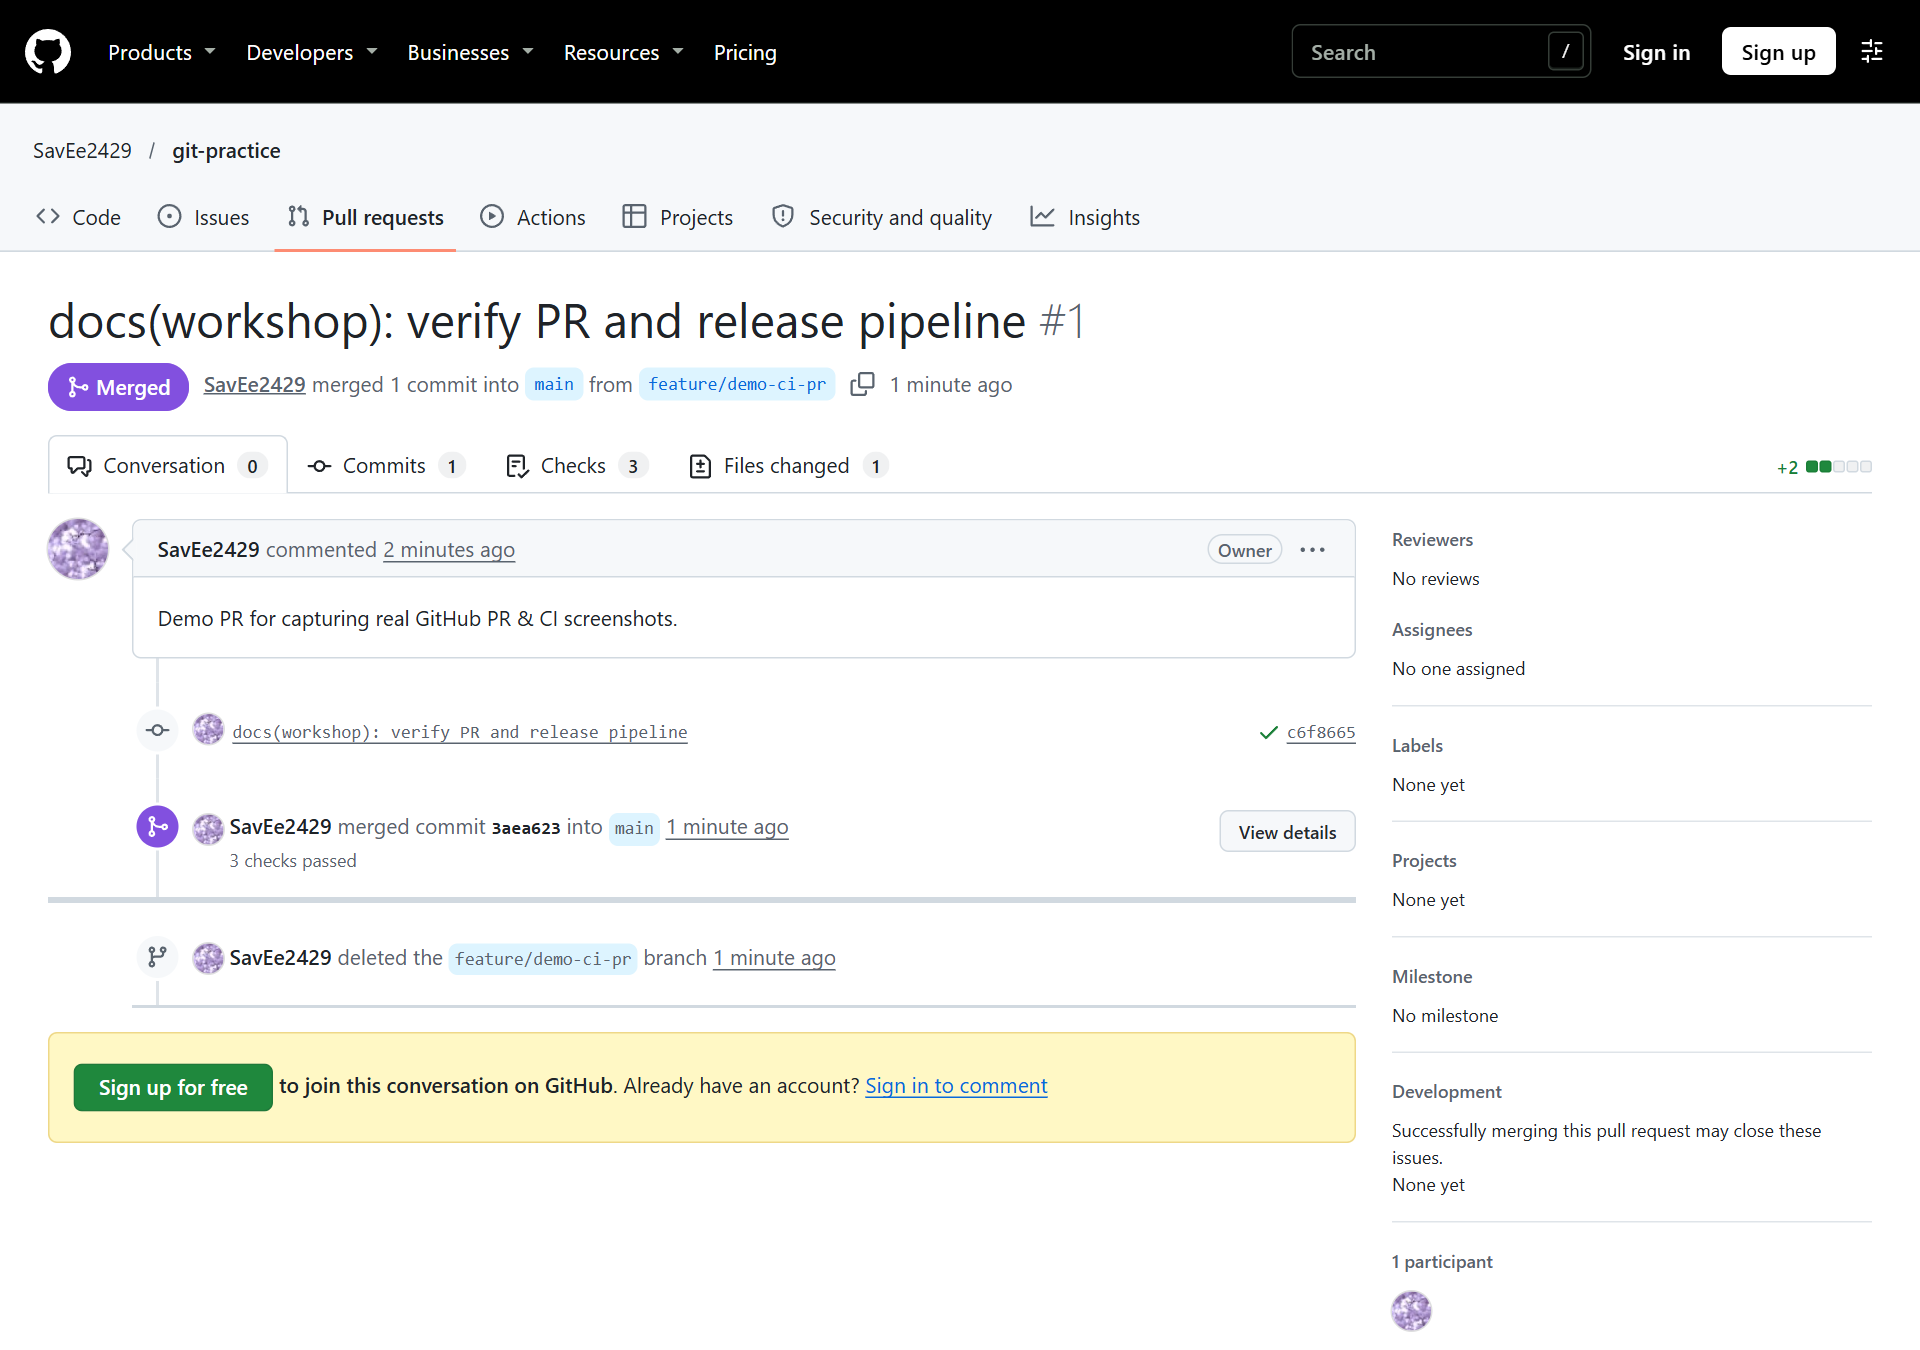 Products Developers Businesses Resources Pricing Search / Sign in Sign up
SavEe2429 / git-practice
Code Issues Pull requests Actions Projects Security and quality Insights
docs(workshop): verify PR and release pipeline #1
Merged SavEe2429 merged 1 commit into main from feature/demo-ci-pr 1 minute ago
Conversation 0 Commits 1 Checks 3 Files changed 1 +2
SavEe2429 commented 2 minutes ago Owner
Demo PR for capturing real GitHub PR & CI screenshots.
docs(workshop): verify PR and release pipeline c6f8665
SavEe2429 merged commit 3aea623 into main 1 minute ago View details
3 checks passed
SavEe2429 deleted the feature/demo-ci-pr branch 1 minute ago
Sign up for free to join this conversation on GitHub. Already have an account? Sign in to comment
Reviewers
No reviews
Assignees
No one assigned
Labels
None yet
Projects
None yet
Milestone
No milestone
Development
Successfully merging this pull request may close these
issues.
None yet
1 participant